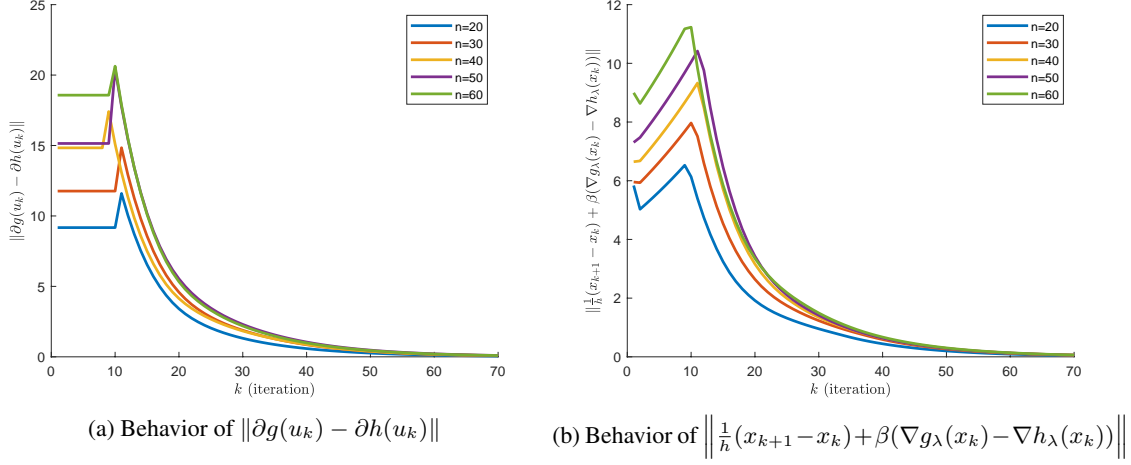 25
20
15
10
5
0
‖∂g(u_k) − ∂h(u_k)‖
n=20
n=30
n=40
n=50
n=60
0 10 20 30 40 50 60 70
k (iteration)
(a) Behavior of ‖∂g(u_k) − ∂h(u_k)‖
12
10
8
6
4
2
0
‖1/h(x_{k+1} − x_k) + β(∇g_λ(x_k) − ∇h_λ(x_k))‖
n=20
n=30
n=40
n=50
n=60
0 10 20 30 40 50 60 70
k (iteration)
(b) Behavior of ‖1/h(x_{k+1}−x_k)+β(∇g_λ(x_k)−∇h_λ(x_k))‖